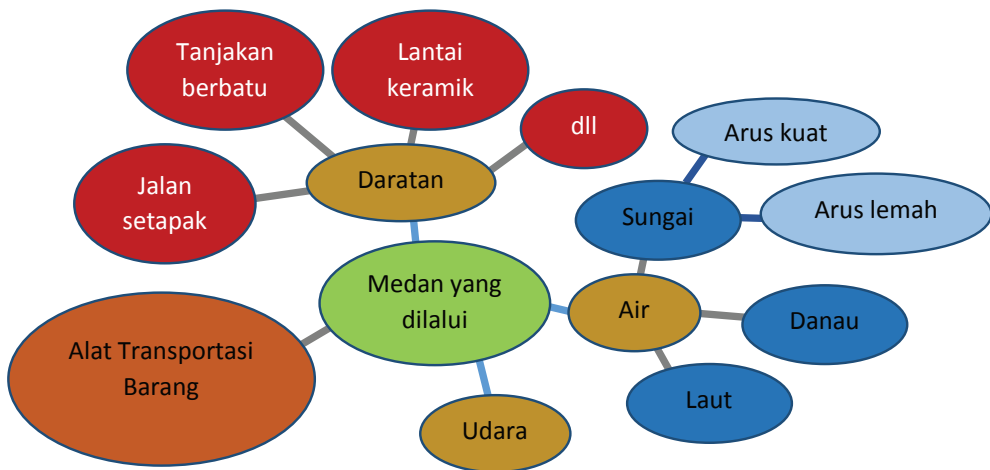 Tanjakan
berbatu
Lantai
keramik
dll
Jalan
setapak
Daratan
Arus kuat
Sungai
Arus lemah
Medan yang
dilalui
Air
Danau
Alat Transportasi
Barang
Laut
Udara